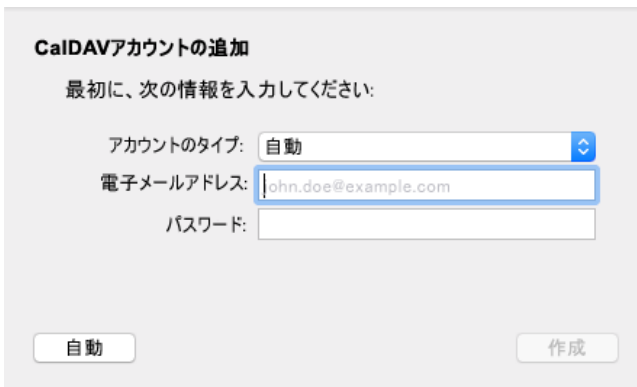 CalDAVアカウントの追加
最初に、次の情報を入力してください:
アカウントのタイプ: 自動
電子メールアドレス: john.doe@example.com
パスワード:
自動 作成